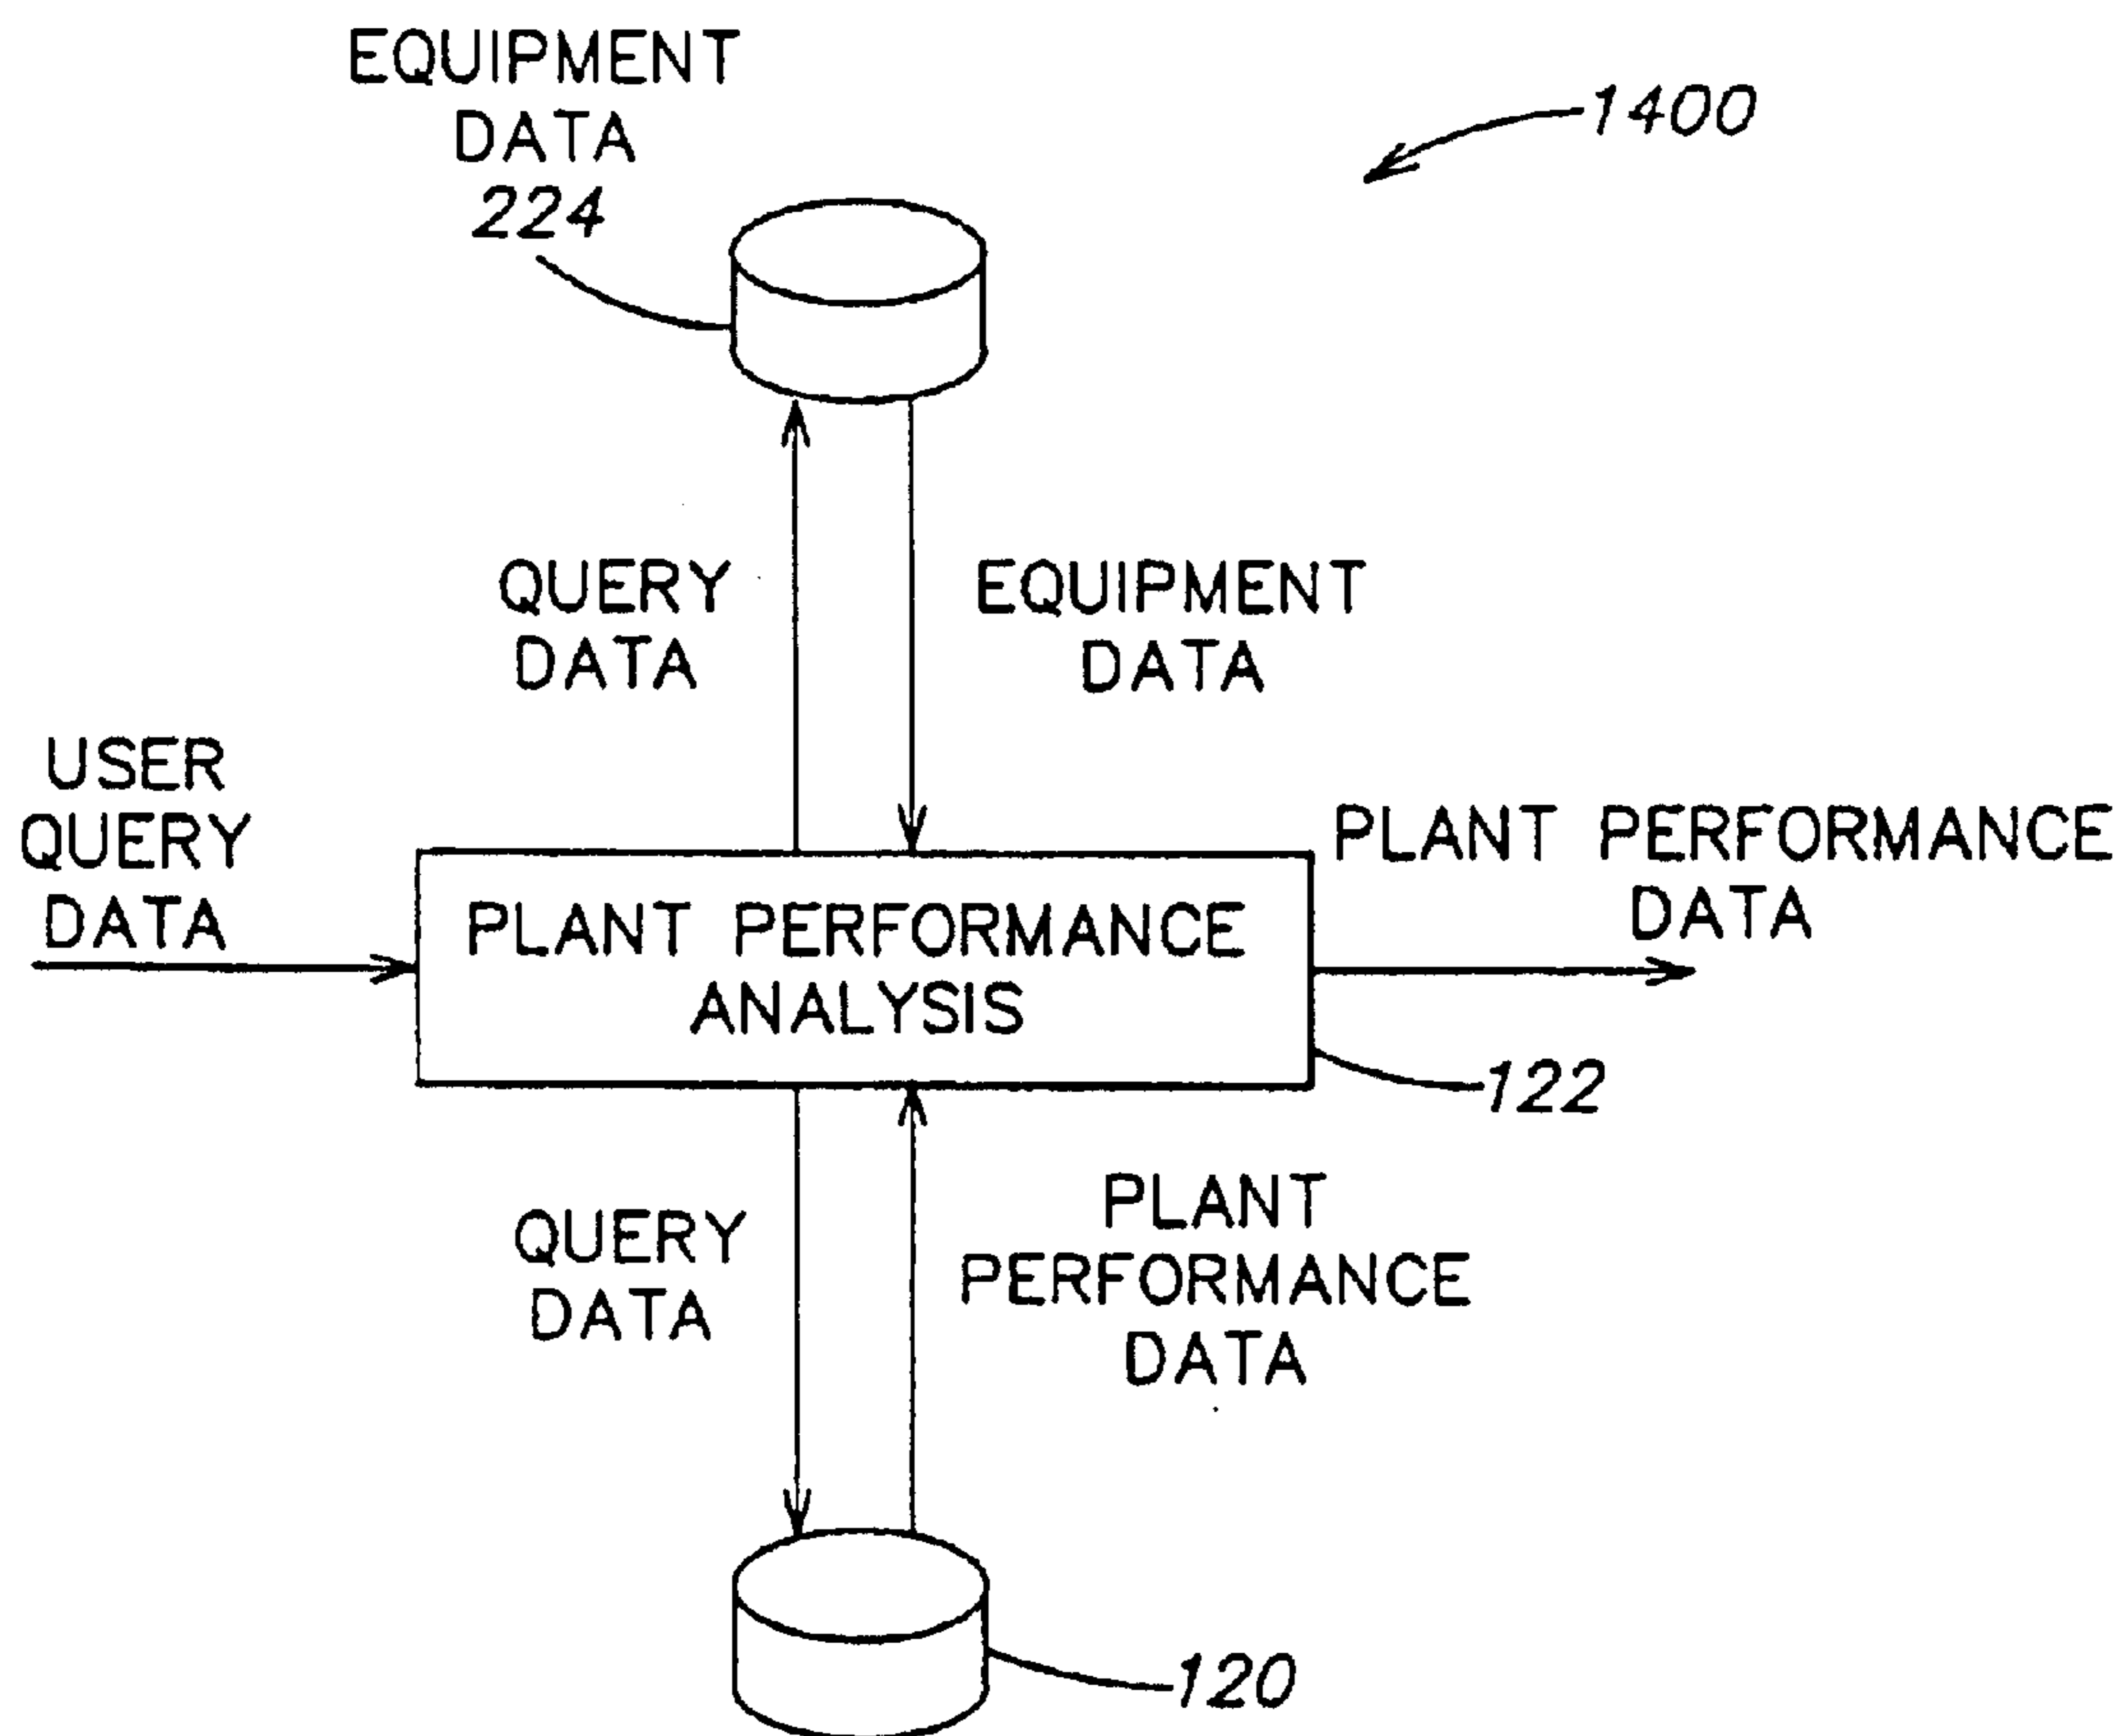 EQUIPMENT
DATA
224
1400
QUERY
DATA
EQUIPMENT
DATA
USER
QUERY
DATA
PLANT PERFORMANCE
DATA
PLANT PERFORMANCE
ANALYSIS
122
QUERY
DATA
PLANT
PERFORMANCE
DATA
120